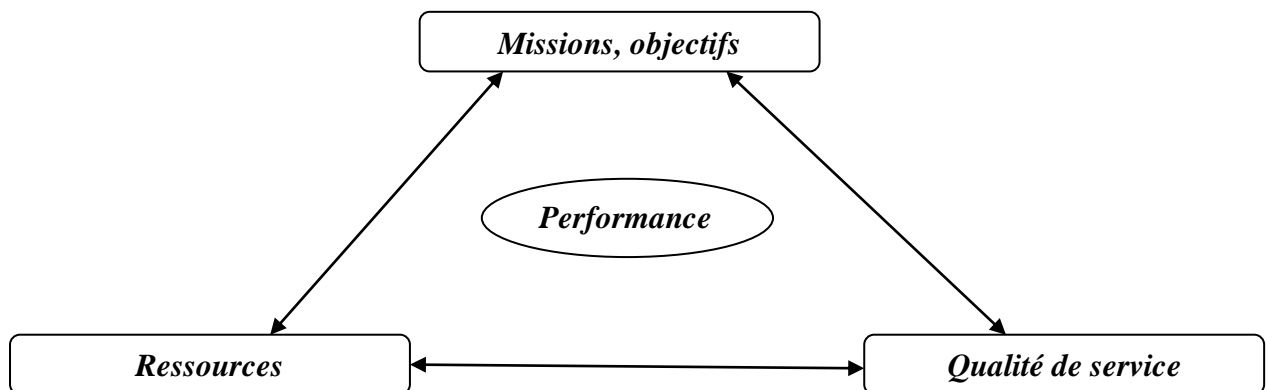 Missions, objectifs
Performance
Ressources
Qualité de service